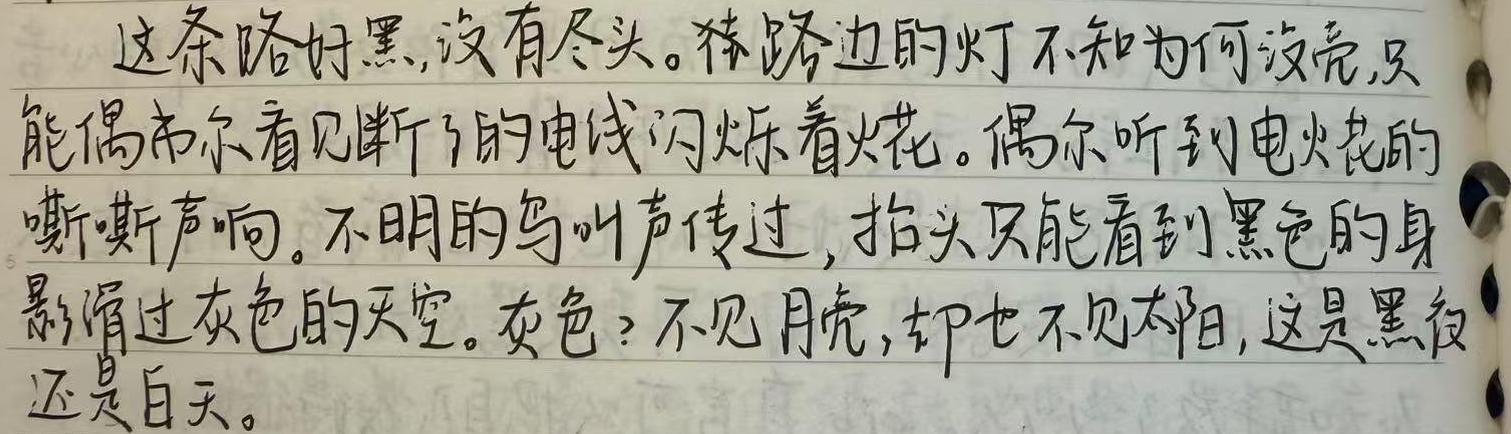 这条路好黑,没有尽头。路边的灯不知为何没亮,只
能偶尔看见断了的电线闪烁着火花。偶尔听到电火花的
嘶嘶声响。不明的鸟叫声传过,抬头只能看到黑色的身
影滑过灰色的天空。灰色？不见月亮,却也不见太阳,这是黑夜
还是白天。